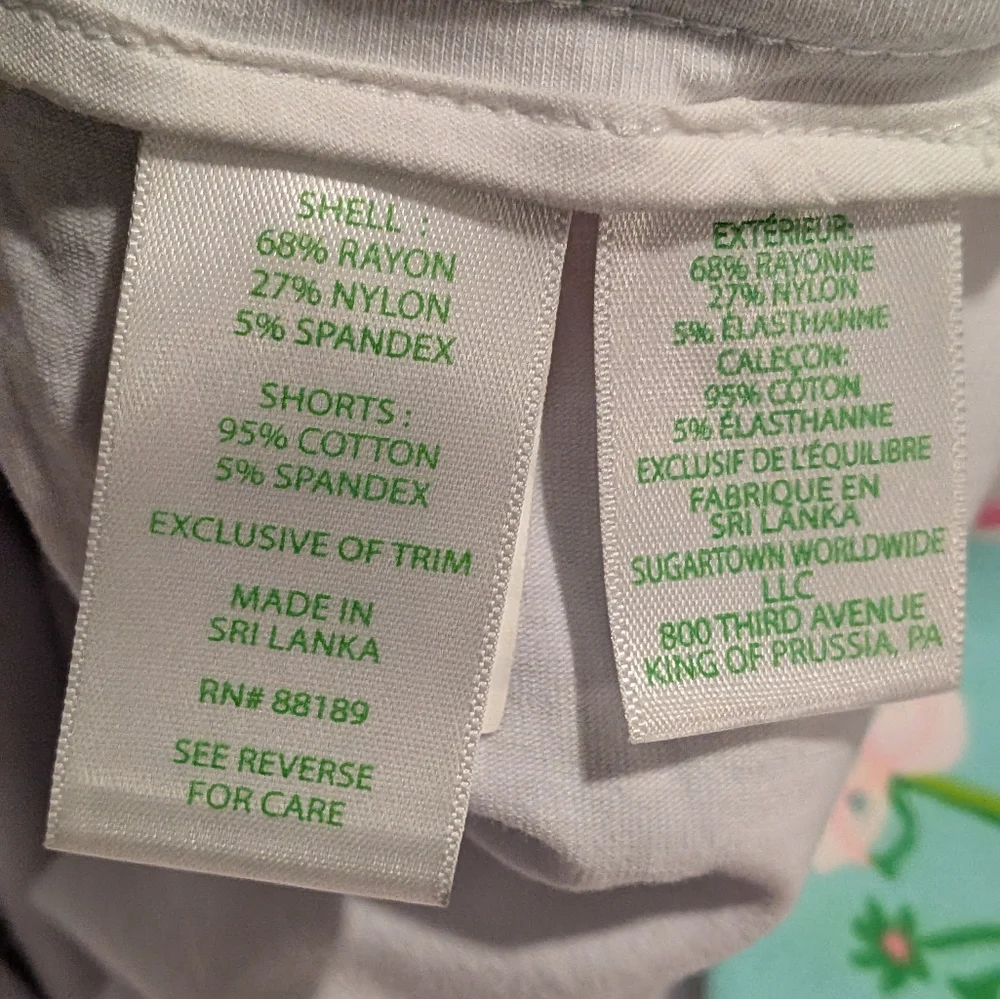 SHELL :
68% RAYON
27% NYLON
5% SPANDEX
SHORTS :
95% COTTON
5% SPANDEX
EXCLUSIVE OF TRIM
MADE IN
SRI LANKA
RN# 88189
SEE REVERSE
FOR CARE
EXTÉRIEUR:
68% RAYONNE
27% NYLON
5% ÉLASTHANNE
CALEÇON:
95% COTON
5% ÉLASTHANNE
EXCLUSIF DE L'ÉQUILIBRE
FABRIQUE EN
SRI LANKA
SUGARTOWN WORLDWIDE
LLC
800 THIRD AVENUE
KING OF PRUSSIA, PA